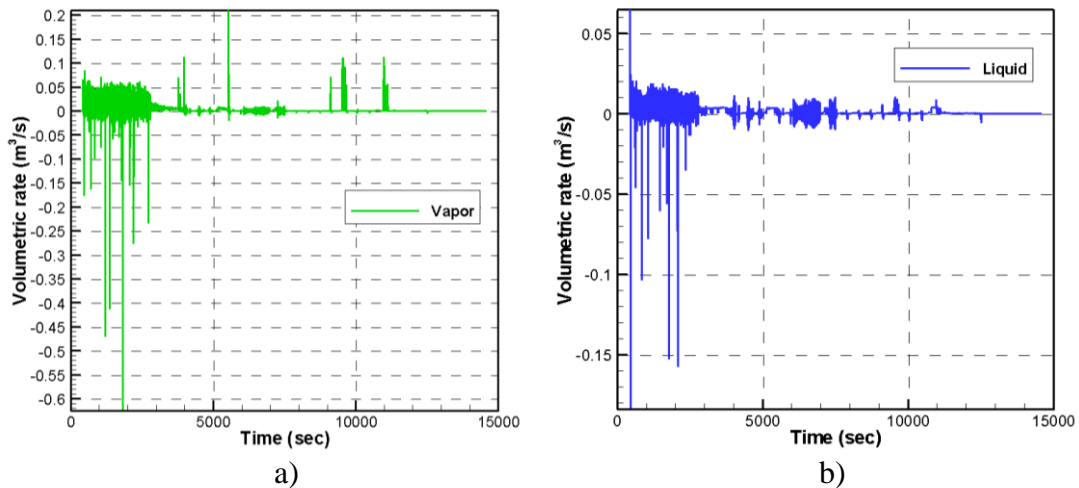 0.2
0.15
0.1
0.05
0
-0.05
-0.1
-0.15
-0.2
-0.25
-0.3
-0.35
-0.4
-0.45
-0.5
-0.55
-0.6
Volumetric rate (m³/s)
Vapor
0 5000 10000 15000
Time (sec)
a)
0.05
0
-0.05
-0.1
-0.15
Volumetric rate (m³/s)
Liquid
0 5000 10000 15000
Time (sec)
b)